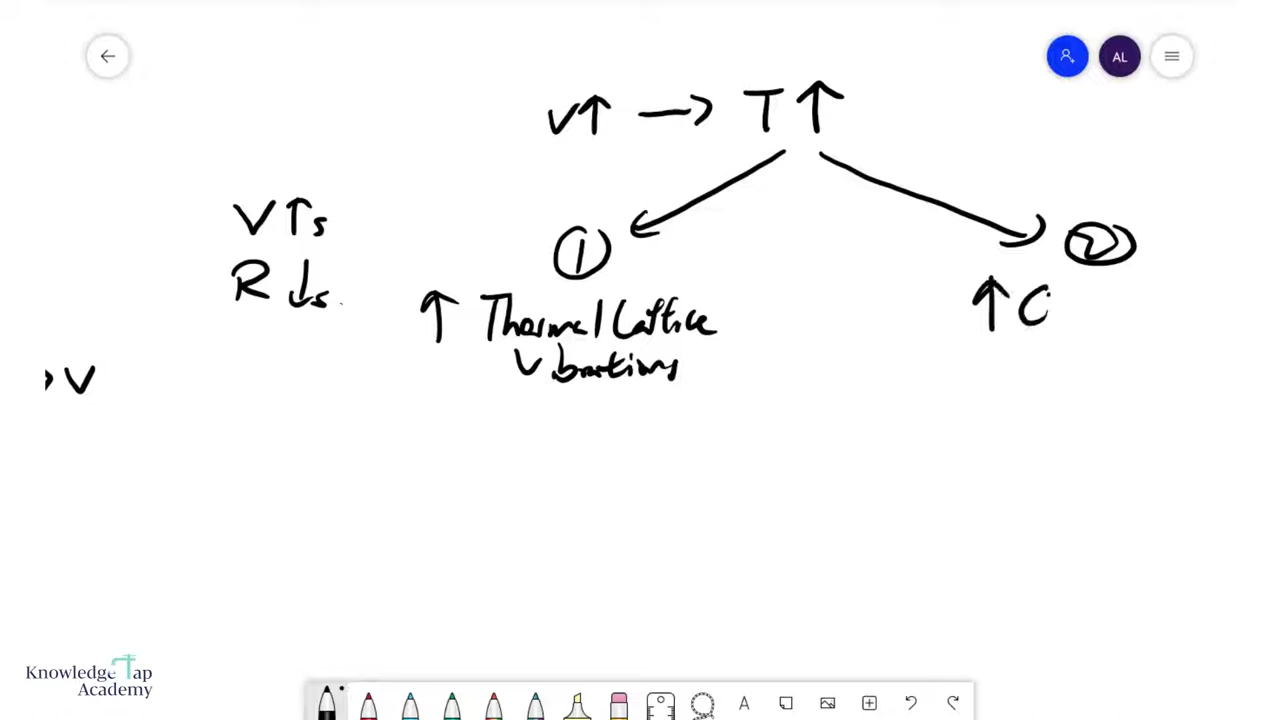 AL
V↑ → T↑
V↑s
R↓s
①
②
↑ Thermal Lattice
Vibrations
↑ C
V
Knowledge Tap
Academy
A